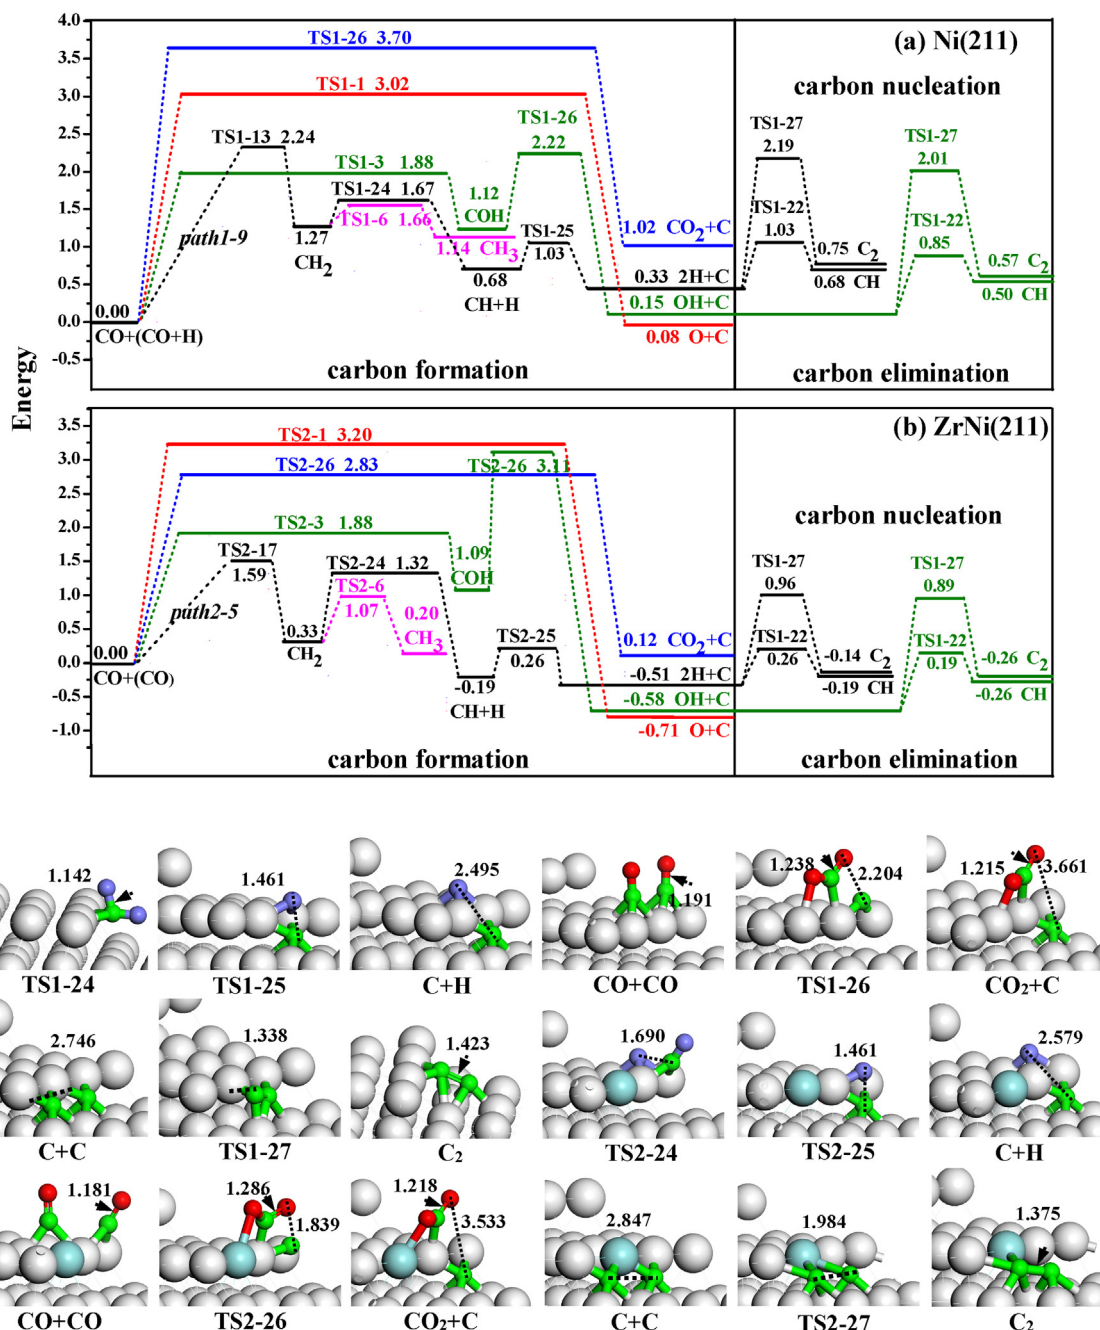 4.0
3.5
3.0
2.5
2.0
1.5
1.0
0.5
0.0
-0.5
Energy
(a) Ni(211)
TS1-26 3.70
TS1-1 3.02
TS1-13 2.24
TS1-3 1.88
TS1-24 1.67
TS1-6 1.66
TS1-26
2.22
1.12
COH
path1-9
1.27
CH2
1.14 CH3
TS1-25
1.03
0.68
CH+H
1.02 CO2+C
0.33 2H+C
0.15 OH+C
0.08 O+C
0.00
CO+(CO+H)
carbon formation
carbon nucleation
TS1-27
2.19
TS1-22
1.03
0.75 C2
0.68 CH
TS1-27
2.01
TS1-22
0.85
0.57 C2
0.50 CH
carbon elimination
3.5
3.0
2.5
2.0
1.5
1.0
0.5
0.0
-0.5
-1.0
(b) ZrNi(211)
TS2-1 3.20
TS2-26 2.83
TS2-26 3.11
TS2-3 1.88
TS2-17
1.59
TS2-24 1.32
TS2-6
1.07
1.09
COH
path2-5
0.33
CH2
0.20
CH3
TS2-25
0.26
-0.19
CH+H
0.12 CO2+C
-0.51 2H+C
-0.58 OH+C
-0.71 O+C
0.00
CO+(CO)
carbon formation
carbon nucleation
TS1-27
0.96
TS1-22
0.26
-0.14 C2
-0.19 CH
TS1-27
0.89
TS1-22
0.19
-0.26 C2
-0.26 CH
carbon elimination
1.142
1.461
2.495
191
1.238
2.204
1.215
3.661
TS1-24
TS1-25
C+H
CO+CO
TS1-26
CO2+C
2.746
1.338
1.423
1.690
1.461
2.579
C+C
TS1-27
C2
TS2-24
TS2-25
C+H
1.181
1.286
1.839
1.218
3.533
2.847
1.984
1.375
CO+CO
TS2-26
CO2+C
C+C
TS2-27
C2